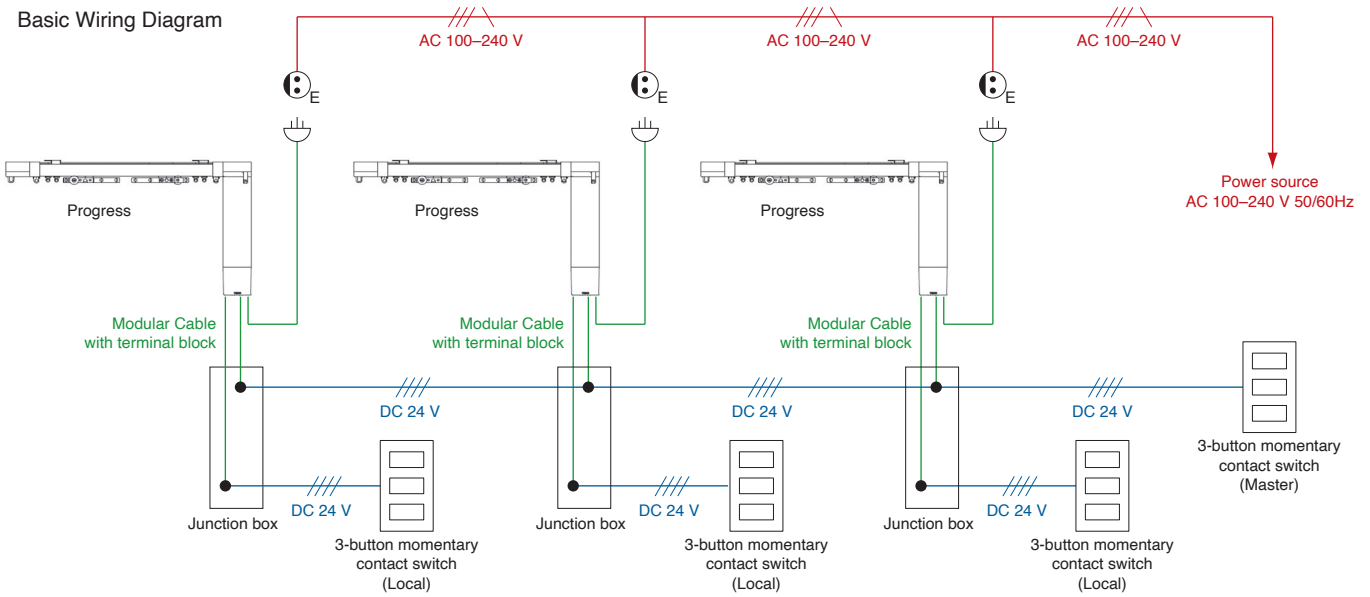 Basic Wiring Diagram
AC 100–240 V
AC 100–240 V
AC 100–240 V
E
E
E
Power source
AC 100–240 V 50/60Hz
Progress
Progress
Progress
Modular Cable
with terminal block
Modular Cable
with terminal block
Modular Cable
with terminal block
DC 24 V
DC 24 V
DC 24 V
3-button momentary
contact switch
(Master)
DC 24 V
DC 24 V
DC 24 V
Junction box
Junction box
Junction box
3-button momentary
contact switch
(Local)
3-button momentary
contact switch
(Local)
3-button momentary
contact switch
(Local)